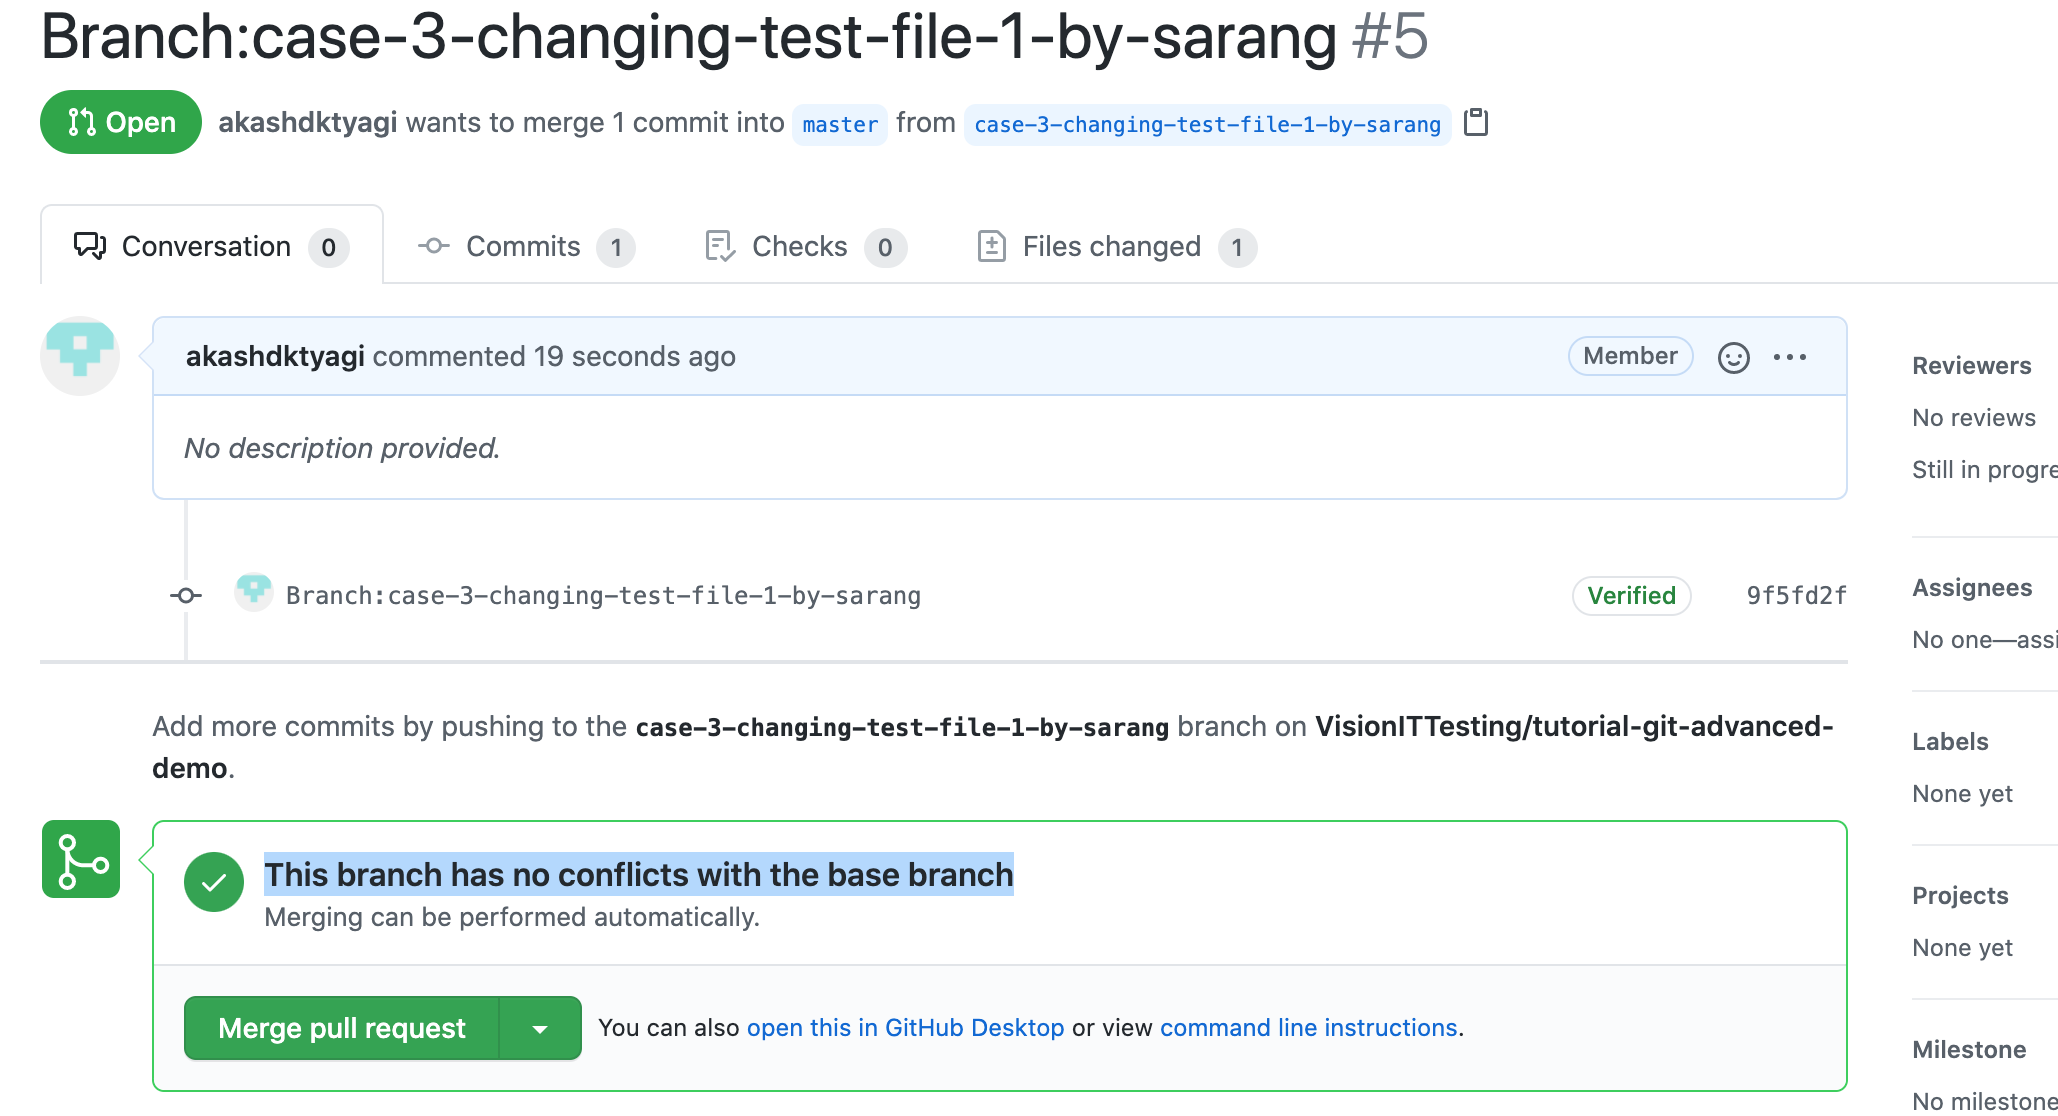 Branch:case-3-changing-test-file-1-by-sarang #5
Open akashdktyagi wants to merge 1 commit into master from case-3-changing-test-file-1-by-sarang
Conversation 0 Commits 1 Checks 0 Files changed 1
akashdktyagi commented 19 seconds ago Member
No description provided.
Branch:case-3-changing-test-file-1-by-sarang Verified 9f5fd2f
Add more commits by pushing to the case-3-changing-test-file-1-by-sarang branch on VisionITTesting/tutorial-git-advanced-
demo.
This branch has no conflicts with the base branch
Merging can be performed automatically.
Merge pull request You can also open this in GitHub Desktop or view command line instructions.
Reviewers
No reviews
Still in progre
Assignees
No one—assi
Labels
None yet
Projects
None yet
Milestone
No milestone